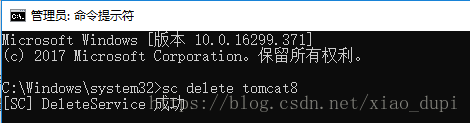 管理员: 命令提示符
Microsoft Windows [版本 10.0.16299.371]
(c) 2017 Microsoft Corporation。保留所有权利。
C:\Windows\system32>sc delete tomcat8
[SC] DeleteService 成功
https://blog.csdn.net/xiao_dupi